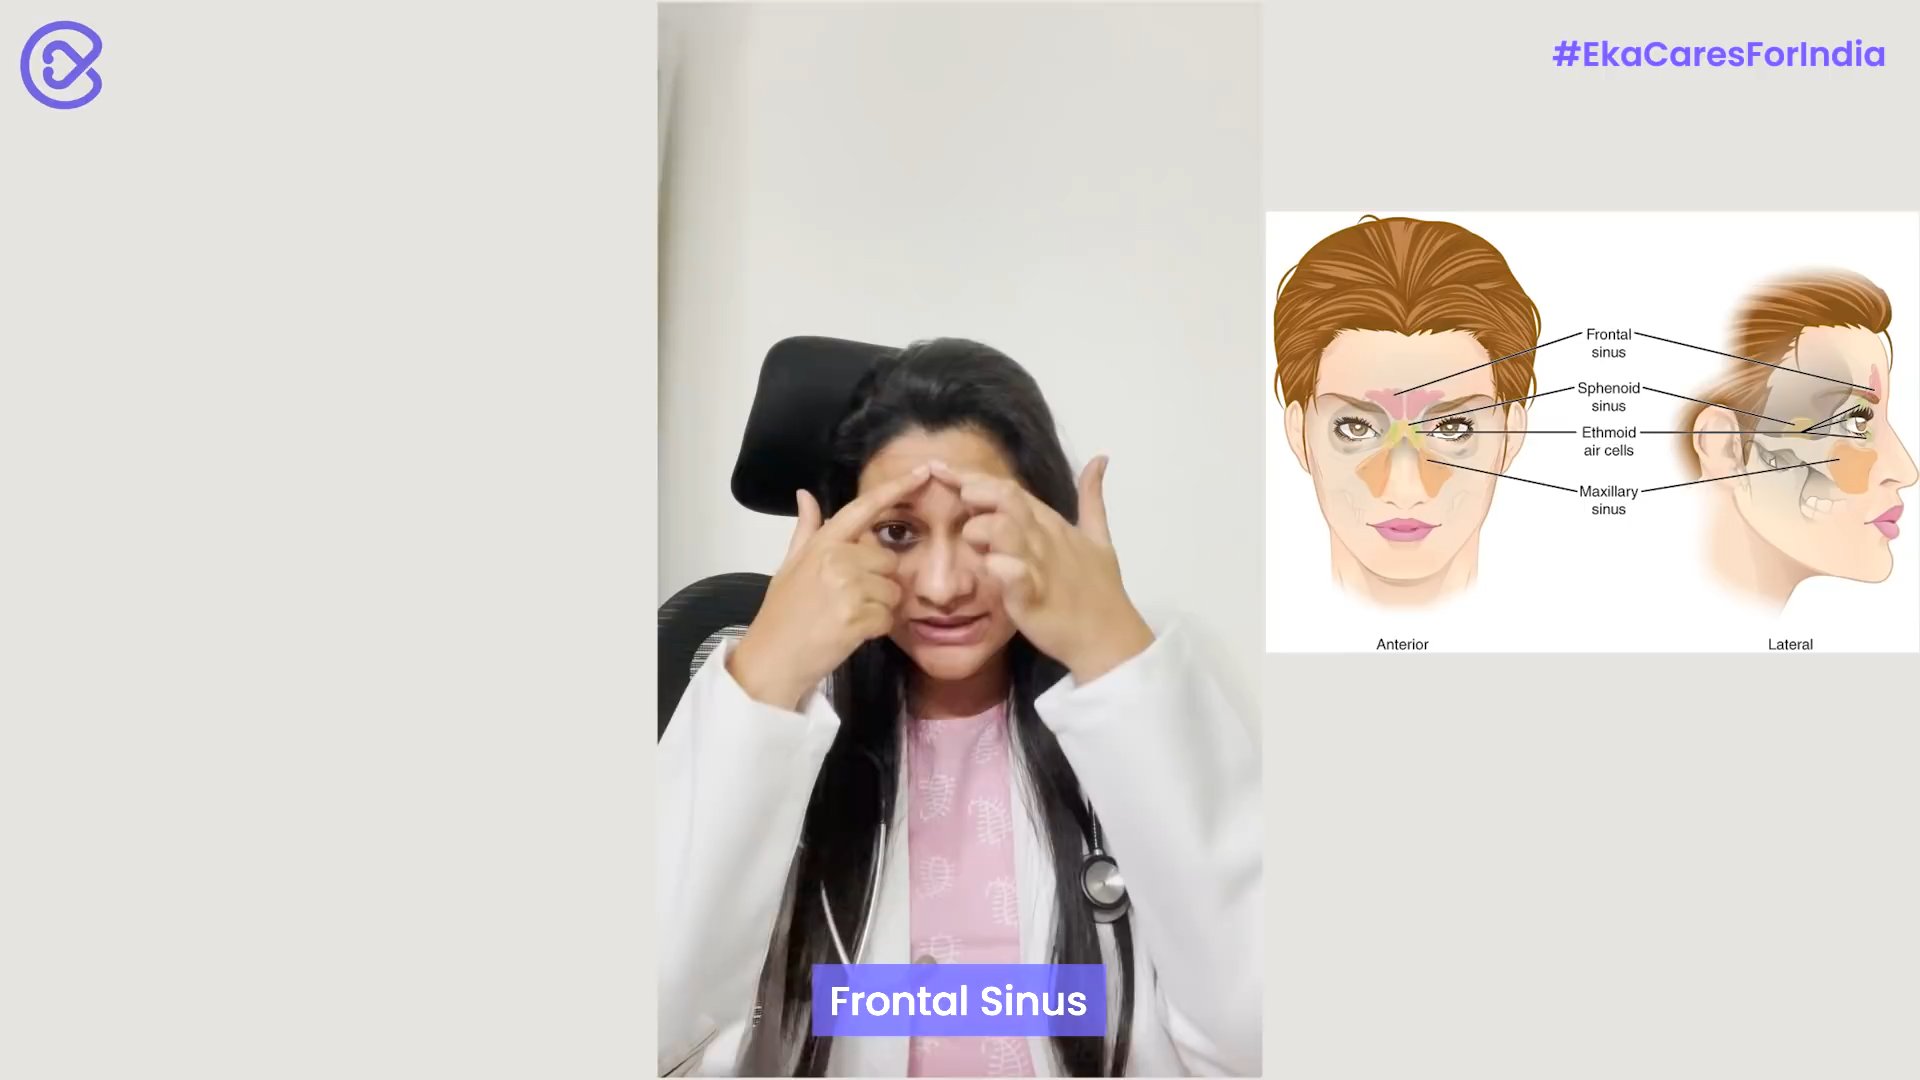 #EkaCaresForIndia
Frontal
sinus
Sphenoid
sinus
Ethmoid
air cells
Maxillary
sinus
Anterior
Lateral
Frontal Sinus